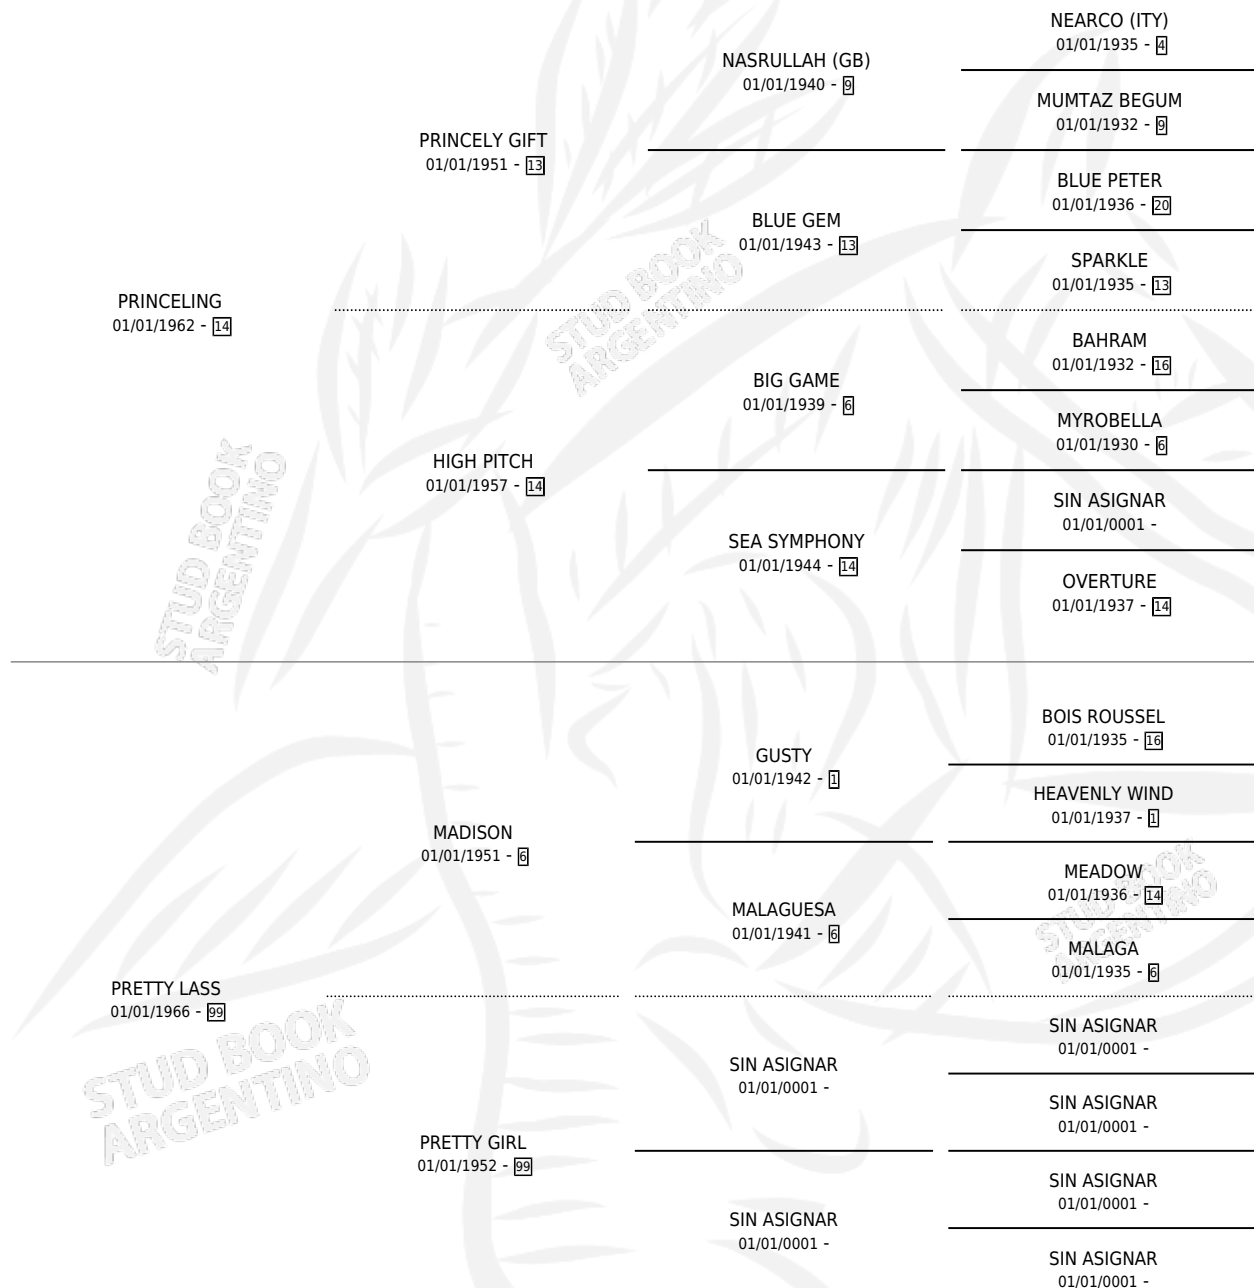 NEARCO (ITY)
01/01/1935 - 4
NASRULLAH (GB)
01/01/1940 - 9
MUMTAZ BEGUM
01/01/1932 - 9
PRINCELY GIFT
01/01/1951 - 13
BLUE PETER
01/01/1936 - 20
BLUE GEM
01/01/1943 - 13
SPARKLE
01/01/1935 - 13
PRINCELING
01/01/1962 - 14
BAHRAM
01/01/1932 - 16
BIG GAME
01/01/1939 - 6
MYROBELLA
01/01/1930 - 6
HIGH PITCH
01/01/1957 - 14
SIN ASIGNAR
01/01/0001 -
SEA SYMPHONY
01/01/1944 - 14
OVERTURE
01/01/1937 - 14
BOIS ROUSSEL
01/01/1935 - 16
GUSTY
01/01/1942 - 1
HEAVENLY WIND
01/01/1937 - 1
MADISON
01/01/1951 - 6
MEADOW
01/01/1936 - 14
MALAGUESA
01/01/1941 - 6
MALAGA
01/01/1935 - 6
PRETTY LASS
01/01/1966 - 99
SIN ASIGNAR
01/01/0001 -
SIN ASIGNAR
01/01/0001 -
SIN ASIGNAR
01/01/0001 -
PRETTY GIRL
01/01/1952 - 99
SIN ASIGNAR
01/01/0001 -
SIN ASIGNAR
01/01/0001 -
SIN ASIGNAR
01/01/0001 -
STUD BOOK
ARGENTINO
STUD BOOK
ARGENTINO
STUD BOOK
ARGENTINO
STUD BOOK
ARGENTINO